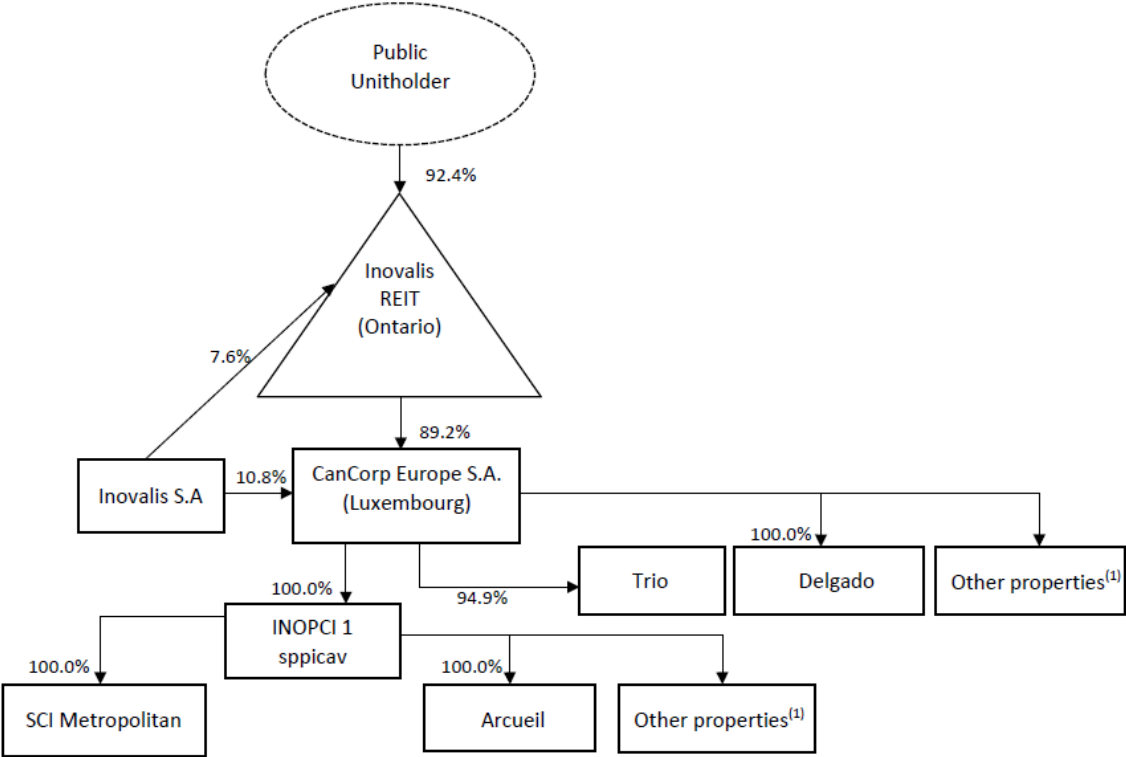 Public
Unitholder
92.4%
Inovalis
REIT
(Ontario)
7.6%
89.2%
Inovalis S.A
10.8%
CanCorp Europe S.A.
(Luxembourg)
100.0%
94.9%
Trio
100.0%
Delgado
Other properties(1)
INOPCI 1
sppicav
100.0%
SCI Metropolitan
100.0%
Arcueil
Other properties(1)